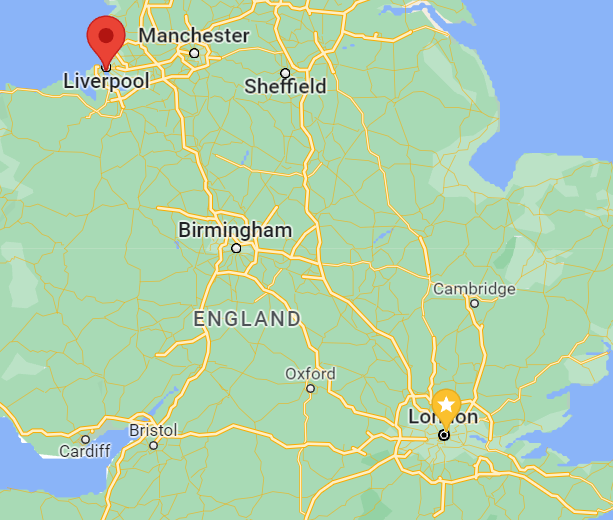 Manchester
Liverpool
Sheffield
Birmingham
Cambridge
ENGLAND
Oxford
London
Bristol
Cardiff